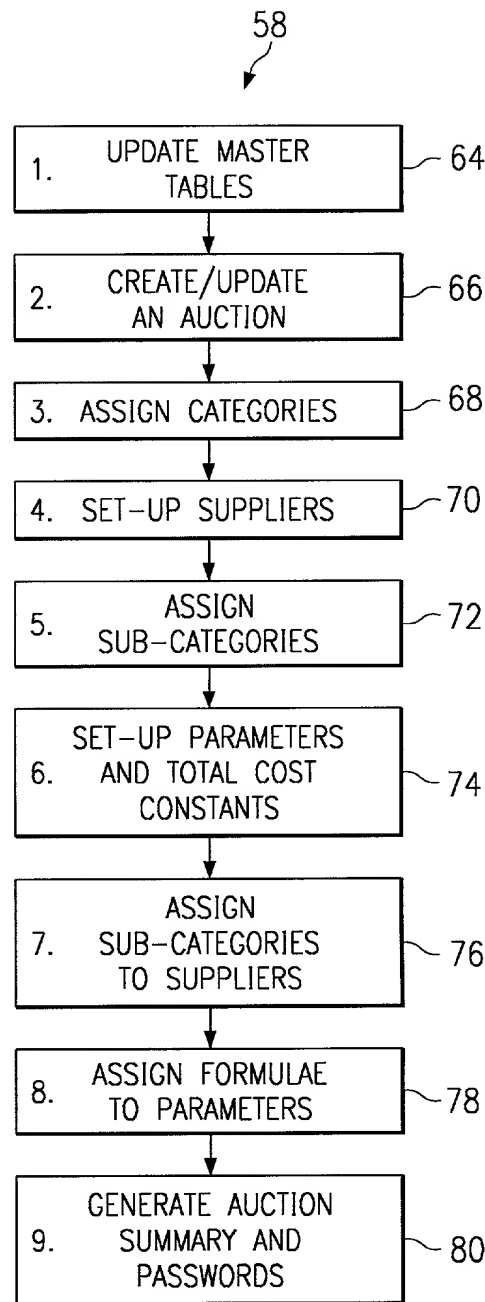 58
1. UPDATE MASTER
TABLES
64
2. CREATE/UPDATE
AN AUCTION
66
3. ASSIGN CATEGORIES
68
4. SET-UP SUPPLIERS
70
5. ASSIGN
SUB-CATEGORIES
72
6. SET-UP PARAMETERS
AND TOTAL COST
CONSTANTS
74
7. ASSIGN
SUB-CATEGORIES
TO SUPPLIERS
76
8. ASSIGN FORMULAE
TO PARAMETERS
78
9. GENERATE AUCTION
SUMMARY AND
PASSWORDS
80